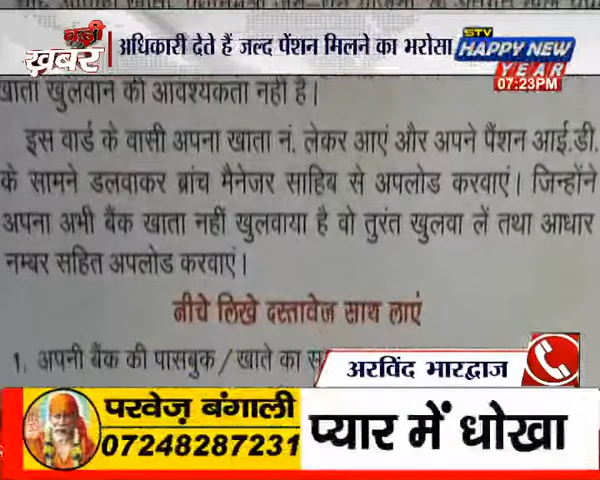 बड़ी ख़बर
अधिकारी देते हैं जल्द पेंशन मिलने का भरोसा
STV
HAPPY NEW
YEAR
07:23PM
खाता खुलवाने की आवश्यकता नहीं है।
इस वार्ड के वासी अपना खाता नं. लेकर आएं और अपने पैंशन आई.डी.
के सामने डलवाकर ब्रांच मैनेजर साहिब से अपलोड करवाएं। जिन्होंने
अपना अभी बैंक खाता नहीं खुलवाया है वो तुरंत खुलवा लें तथा आधार
नम्बर सहित अपलोड करवाएं।
नीचे लिखे दस्तावेज साथ लाएं
1. अपनी बैंक की पासबुक/खाते का
अरविंद भारद्वाज
परवेज़ बंगाली
07248287231
प्यार में धोखा